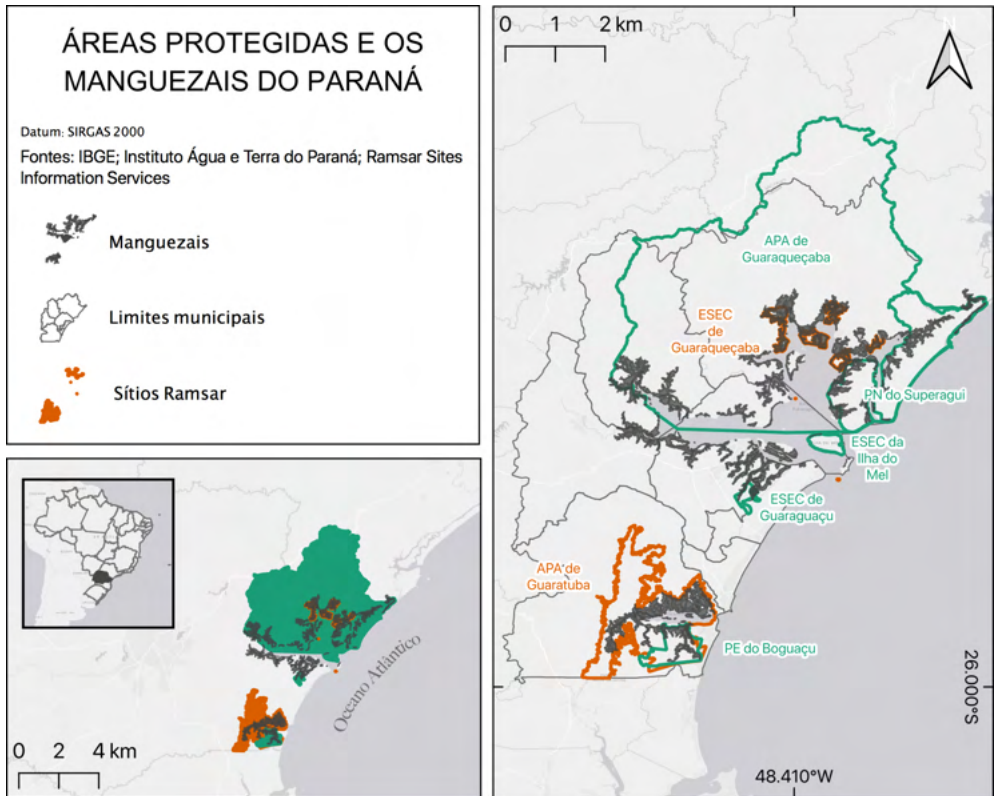 ÁREAS PROTEGIDAS E OS
MANGUEZAIS DO PARANÁ
Datum: SIRGAS 2000
Fontes: IBGE; Instituto Água e Terra do Paraná; Ramsar Sites
Information Services
Manguezais
Limites municipais
Sítios Ramsar
Oceano Atlântico
0 2 4 km
0 1 2 km
N
APA de
Guaraqueçaba
ESEC
de
Guaraqueçaba
PN do Superagui
ESEC da
Ilha do
Mel
ESEC de
Guaraguaçu
APA de
Guaratuba
PE do Boguaçu
26.000°S
48.410°W